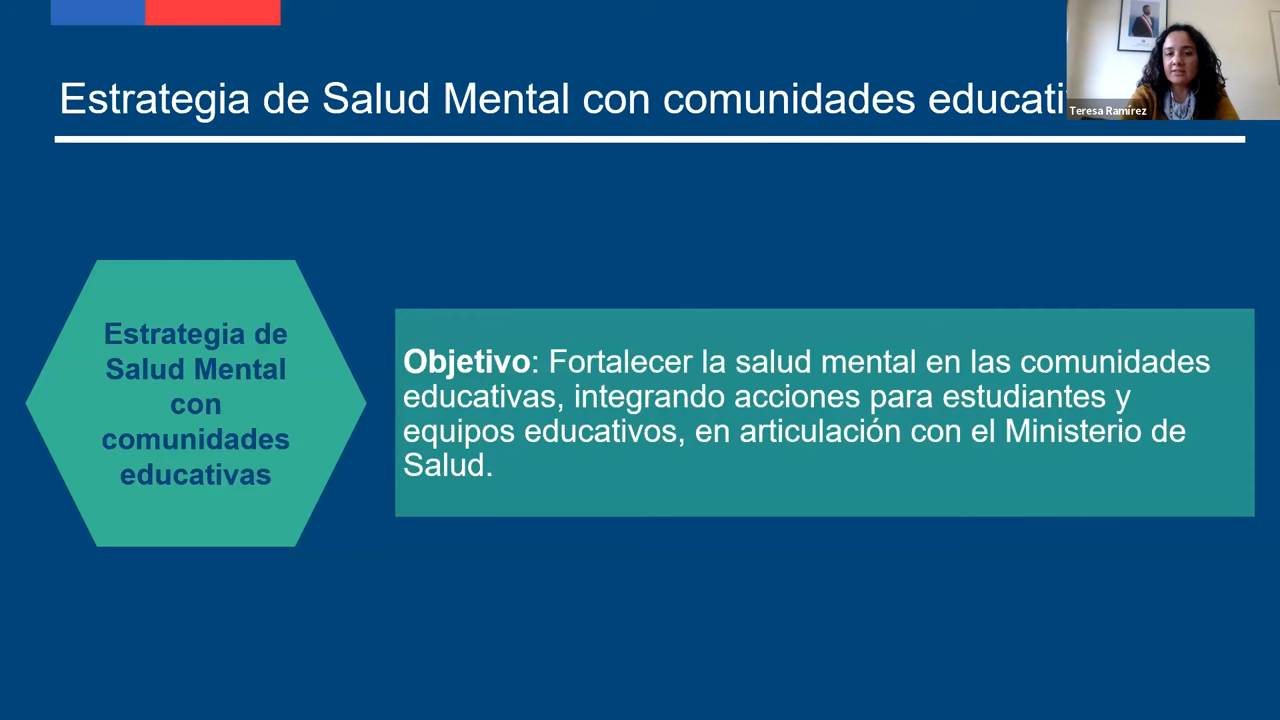 Estrategia de Salud Mental con comunidades educati
Teresa Ramírez
Estrategia de
Salud Mental
con
comunidades
educativas
Objetivo: Fortalecer la salud mental en las comunidades
educativas, integrando acciones para estudiantes y
equipos educativos, en articulación con el Ministerio de
Salud.